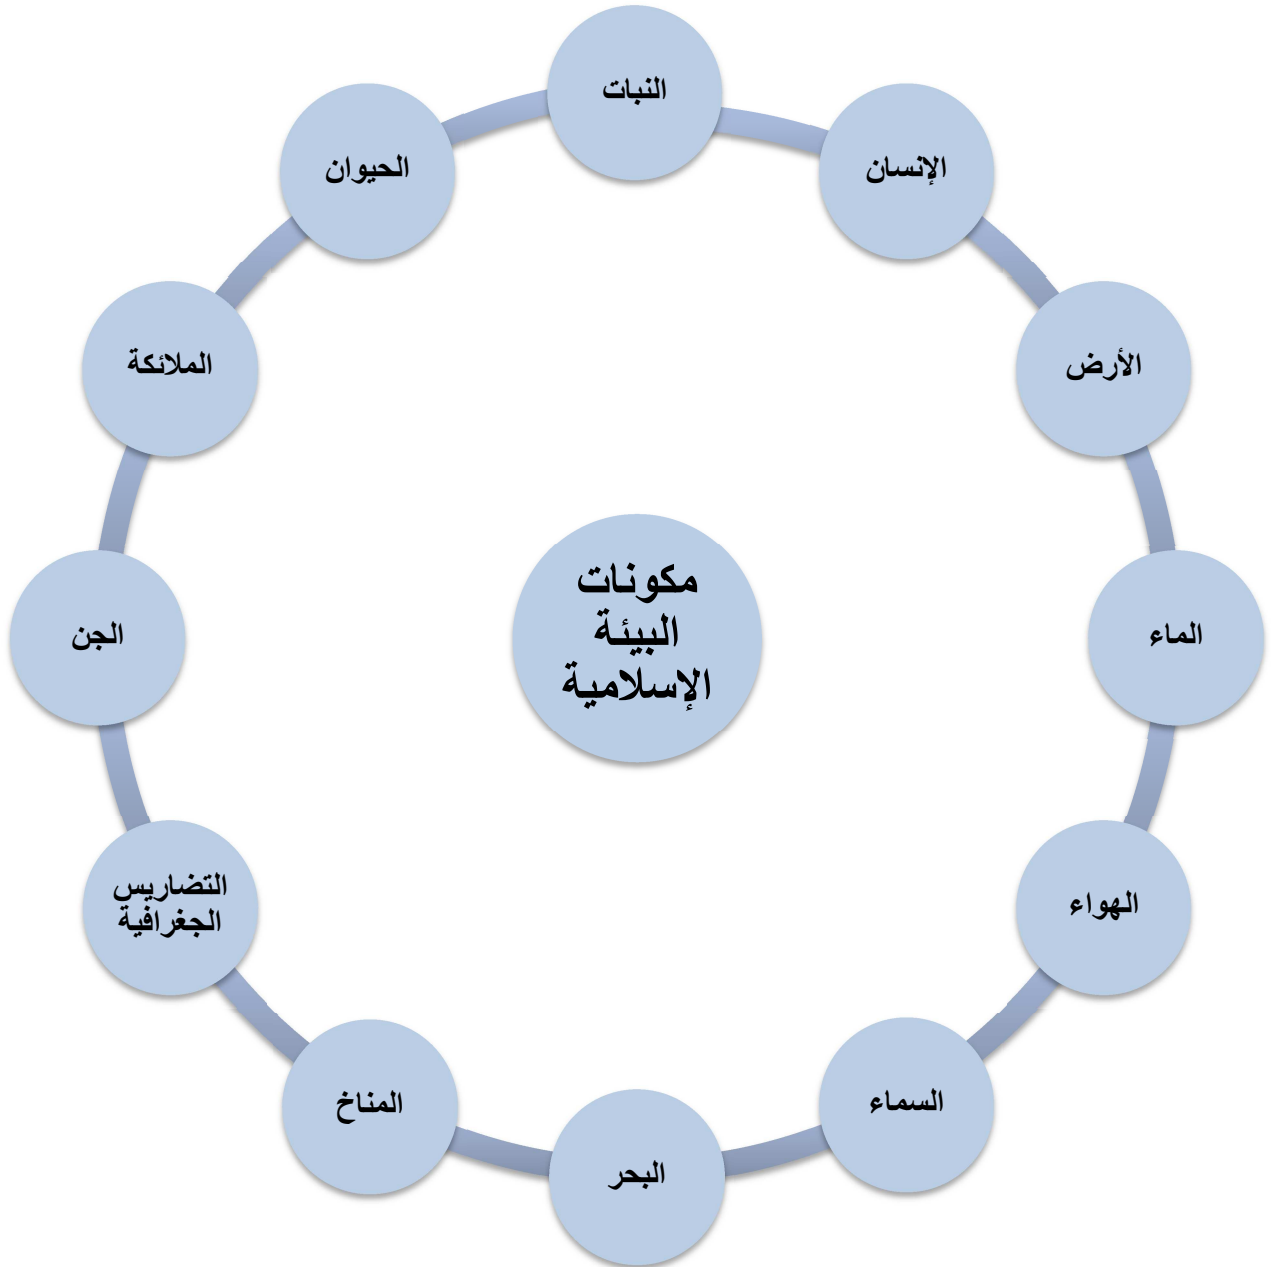 النبات
الإنسان
الأرض
الماء
الهواء
السماء
البحر
المناخ
التضاريس
الجغرافية
الجن
الملائكة
الحيوان
مكونات
البيئة
الإسلامية